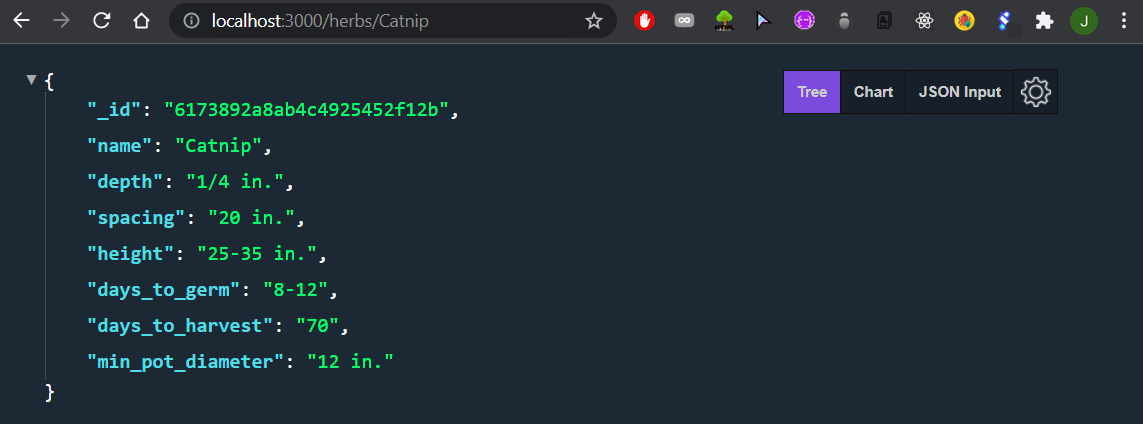 localhost:3000/herbs/Catnip
J
{
Tree Chart JSON Input
"_id": "6173892a8ab4c4925452f12b",
"name": "Catnip",
"depth": "1/4 in.",
"spacing": "20 in.",
"height": "25-35 in.",
"days_to_germ": "8-12",
"days_to_harvest": "70",
"min_pot_diameter": "12 in."
}